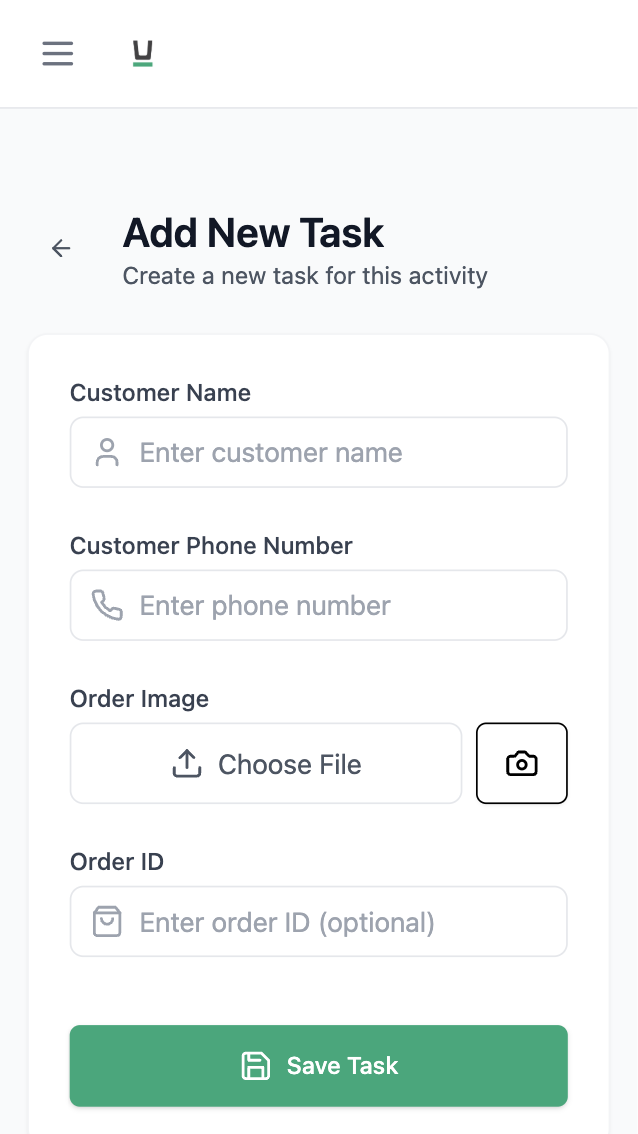 Add New Task
Create a new task for this activity
Customer Name
Enter customer name
Customer Phone Number
Enter phone number
Order Image
Choose File
Order ID
Enter order ID (optional)
Save Task